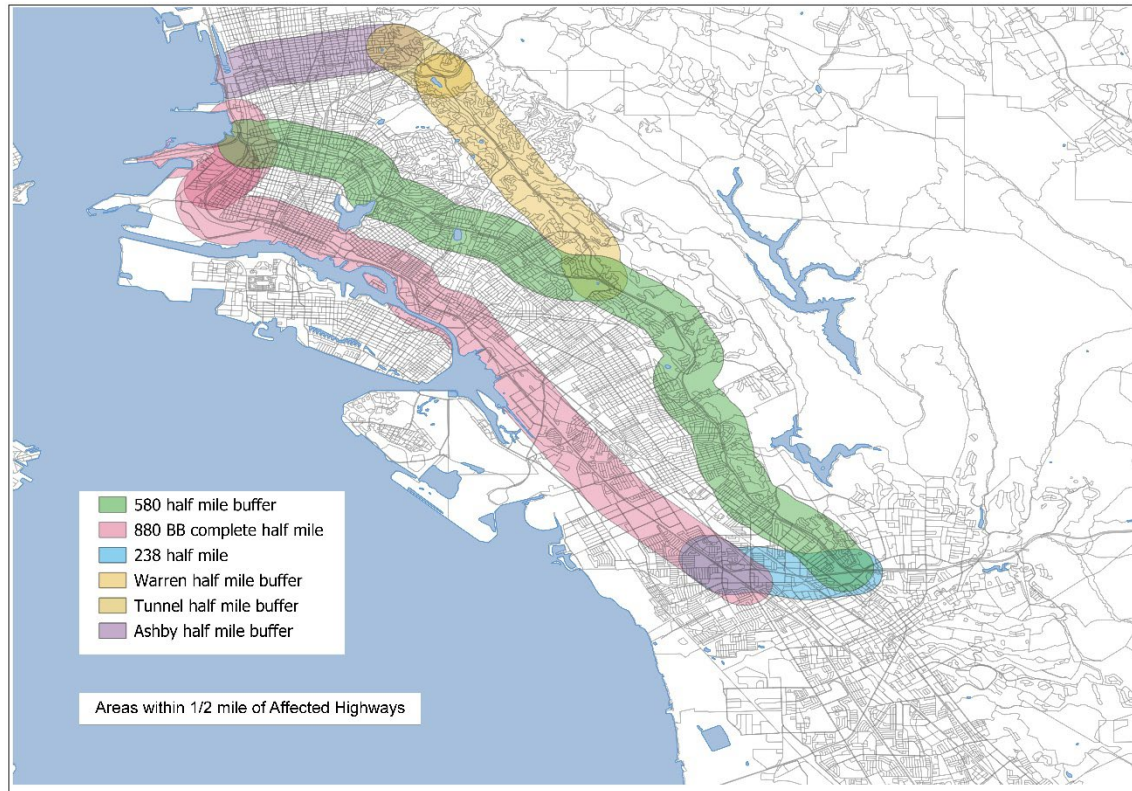 580 half mile buffer
880 BB complete half mile
238 half mile
Warren half mile buffer
Tunnel half mile buffer
Ashby half mile buffer
Areas within 1/2 mile of Affected Highways